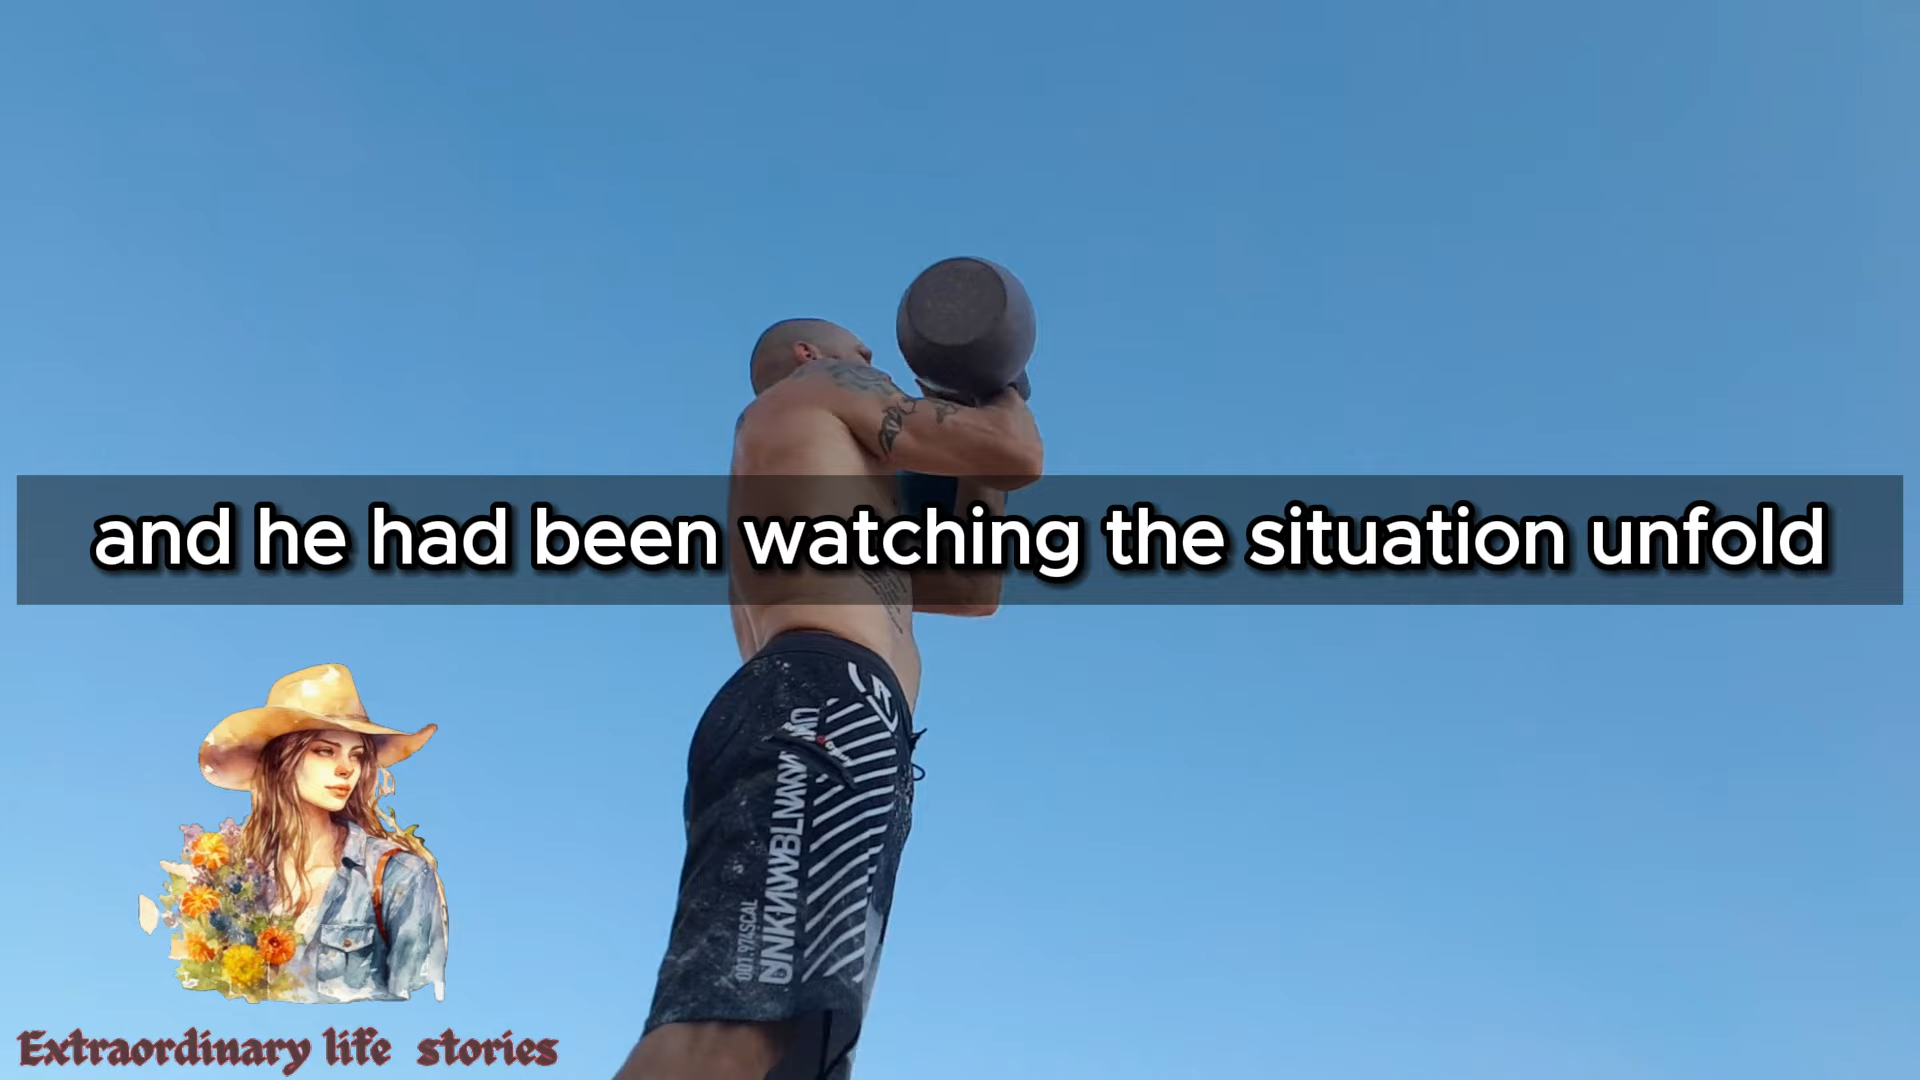 and he had been watching the situation unfold
Extraordinary life stories